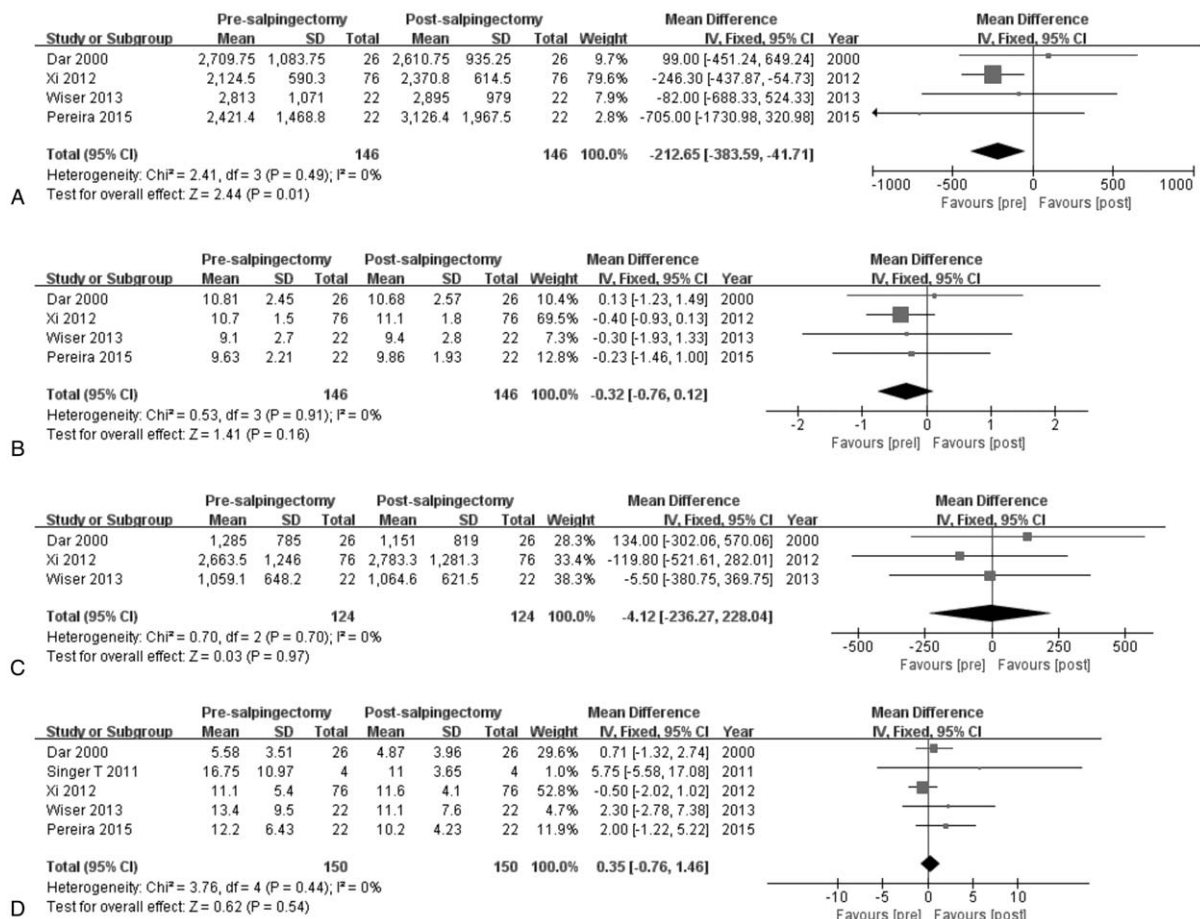 Pre-salpingectomy Post-salpingectomy Mean Difference Mean Difference
Study or Subgroup Mean SD Total Mean SD Total Weight IV, Fixed, 95% CI Year IV, Fixed, 95% CI
Dar 2000 2,709.75 1,083.75 26 2,610.75 935.25 26 9.7% 99.00 [-451.24, 649.24] 2000
Xi 2012 2,124.5 590.3 76 2,370.8 614.5 76 79.6% -246.30 [-437.87, -54.73] 2012
Wiser 2013 2,813 1,071 22 2,895 979 22 7.9% -82.00 [-688.33, 524.33] 2013
Pereira 2015 2,421.4 1,468.8 22 3,126.4 1,967.5 22 2.8% -705.00 [-1730.98, 320.98] 2015
Total (95% CI) 146 146 100.0% -212.65 [-383.59, -41.71]
Heterogeneity: Chi² = 2.41, df = 3 (P = 0.49); I² = 0%
Test for overall effect: Z = 2.44 (P = 0.01)
-1000 -500 0 500 1000
Favours [pre] Favours [post]
A
Pre-salpingectomy Post-salpingectomy Mean Difference Mean Difference
Study or Subgroup Mean SD Total Mean SD Total Weight IV, Fixed, 95% CI Year IV, Fixed, 95% CI
Dar 2000 10.81 2.45 26 10.68 2.57 26 10.4% 0.13 [-1.23, 1.49] 2000
Xi 2012 10.7 1.5 76 11.1 1.8 76 69.5% -0.40 [-0.93, 0.13] 2012
Wiser 2013 9.1 2.7 22 9.4 2.8 22 7.3% -0.30 [-1.93, 1.33] 2013
Pereira 2015 9.63 2.21 22 9.86 1.93 22 12.8% -0.23 [-1.46, 1.00] 2015
Total (95% CI) 146 146 100.0% -0.32 [-0.76, 0.12]
Heterogeneity: Chi² = 0.53, df = 3 (P = 0.91); I² = 0%
Test for overall effect: Z = 1.41 (P = 0.16)
-2 -1 0 1 2
Favours [pre] Favours [post]
B
Pre-salpingectomy Post-salpingectomy Mean Difference Mean Difference
Study or Subgroup Mean SD Total Mean SD Total Weight IV, Fixed, 95% CI Year IV, Fixed, 95% CI
Dar 2000 1,285 785 26 1,151 819 26 28.3% 134.00 [-302.06, 570.06] 2000
Xi 2012 2,663.5 1,246 76 2,783.3 1,281.3 76 33.4% -119.80 [-521.61, 282.01] 2012
Wiser 2013 1,059.1 648.2 22 1,064.6 621.5 22 38.3% -5.50 [-380.75, 369.75] 2013
Total (95% CI) 124 124 100.0% -4.12 [-236.27, 228.04]
Heterogeneity: Chi² = 0.70, df = 2 (P = 0.70); I² = 0%
Test for overall effect: Z = 0.03 (P = 0.97)
-500 -250 0 250 500
Favours [pre] Favours [post]
C
Pre-salpingectomy Post-salpingectomy Mean Difference Mean Difference
Study or Subgroup Mean SD Total Mean SD Total Weight IV, Fixed, 95% CI Year IV, Fixed, 95% CI
Dar 2000 5.58 3.51 26 4.87 3.96 26 29.6% 0.71 [-1.32, 2.74] 2000
Singer T 2011 16.75 10.97 4 11 3.65 4 1.0% 5.75 [-5.58, 17.08] 2011
Xi 2012 11.1 5.4 76 11.6 4.1 76 52.8% -0.50 [-2.02, 1.02] 2012
Wiser 2013 13.4 9.5 22 11.1 7.6 22 4.7% 2.30 [-2.78, 7.38] 2013
Pereira 2015 12.2 6.43 22 10.2 4.23 22 11.9% 2.00 [-1.22, 5.22] 2015
Total (95% CI) 150 150 100.0% 0.35 [-0.76, 1.46]
Heterogeneity: Chi² = 3.76, df = 4 (P = 0.44); I² = 0%
Test for overall effect: Z = 0.62 (P = 0.54)
-10 -5 0 5 10
Favours [pre] Favours [post]
D